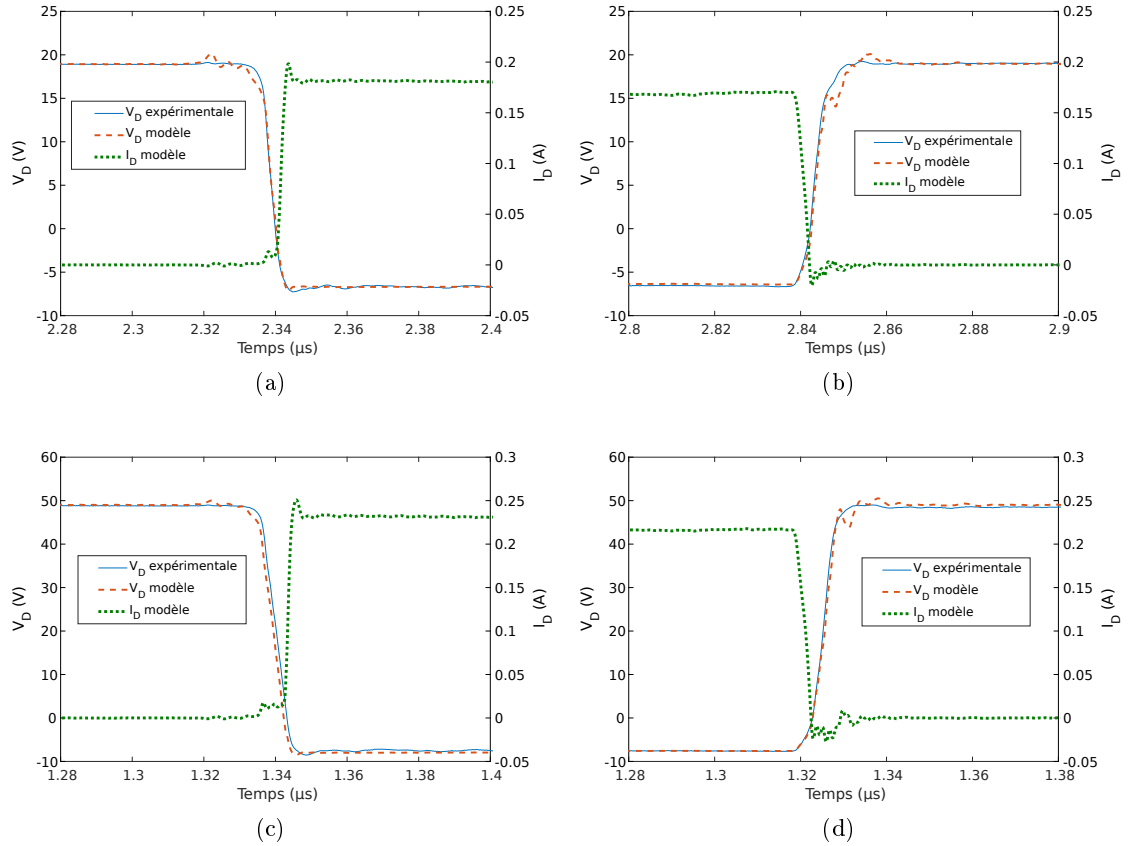 25
20
15
10
5
0
-5
-10
V_D (V)
0.25
0.2
0.15
0.1
0.05
0
-0.05
I_D (A)
V_D expérimentale
V_D modèle
I_D modèle
2.28 2.3 2.32 2.34 2.36 2.38 2.4
Temps (µs)
(a)
25
20
15
10
5
0
-5
-10
V_D (V)
0.25
0.2
0.15
0.1
0.05
0
-0.05
I_D (A)
V_D expérimentale
V_D modèle
I_D modèle
2.8 2.82 2.84 2.86 2.88 2.9
Temps (µs)
(b)
60
50
40
30
20
10
0
-10
V_D (V)
0.3
0.25
0.2
0.15
0.1
0.05
0
-0.05
I_D (A)
V_D expérimentale
V_D modèle
I_D modèle
1.28 1.3 1.32 1.34 1.36 1.38 1.4
Temps (µs)
(c)
60
50
40
30
20
10
0
-10
V_D (V)
0.3
0.25
0.2
0.15
0.1
0.05
0
-0.05
I_D (A)
V_D expérimentale
V_D modèle
I_D modèle
1.28 1.3 1.32 1.34 1.36 1.38
Temps (µs)
(d)